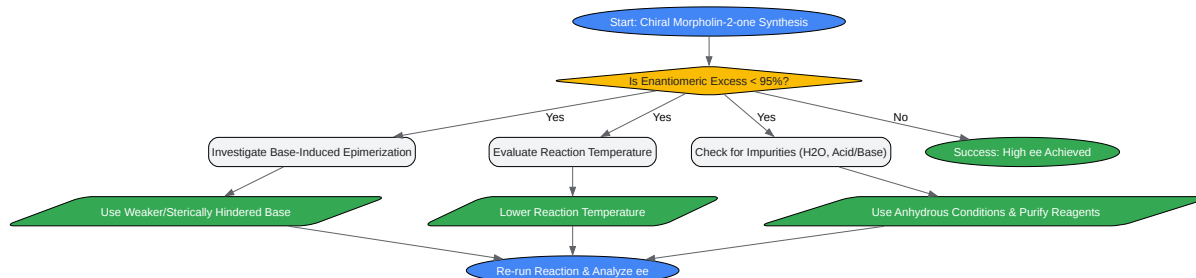 Start: Chiral Morpholin-2-one Synthesis
Is Enantiomeric Excess < 95%?
Yes
Yes
Yes
No
Investigate Base-Induced Epimerization
Evaluate Reaction Temperature
Check for Impurities (H2O, Acid/Base)
Success: High ee Achieved
Use Weaker/Sterically Hindered Base
Lower Reaction Temperature
Use Anhydrous Conditions & Purify Reagents
Re-run Reaction & Analyze ee